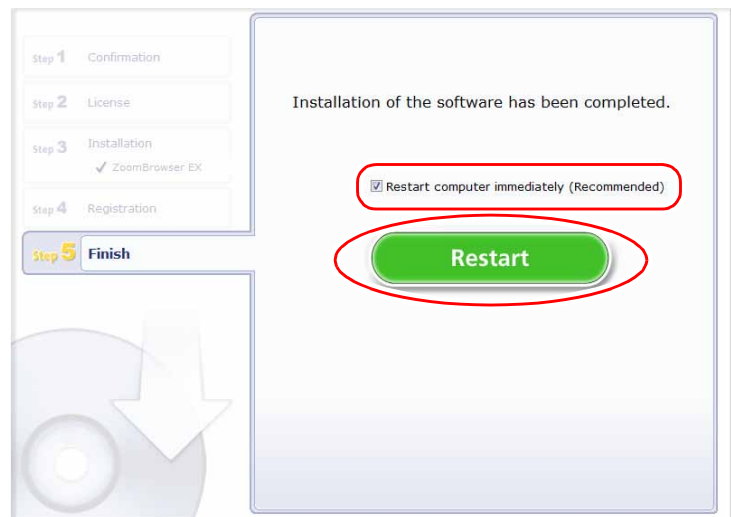 Step 1 Confirmation
Step 2 License
Step 3 Installation
ZoomBrowser EX
Step 4 Registration
Step 5 Finish
Installation of the software has been completed.
Restart computer immediately (Recommended)
Restart